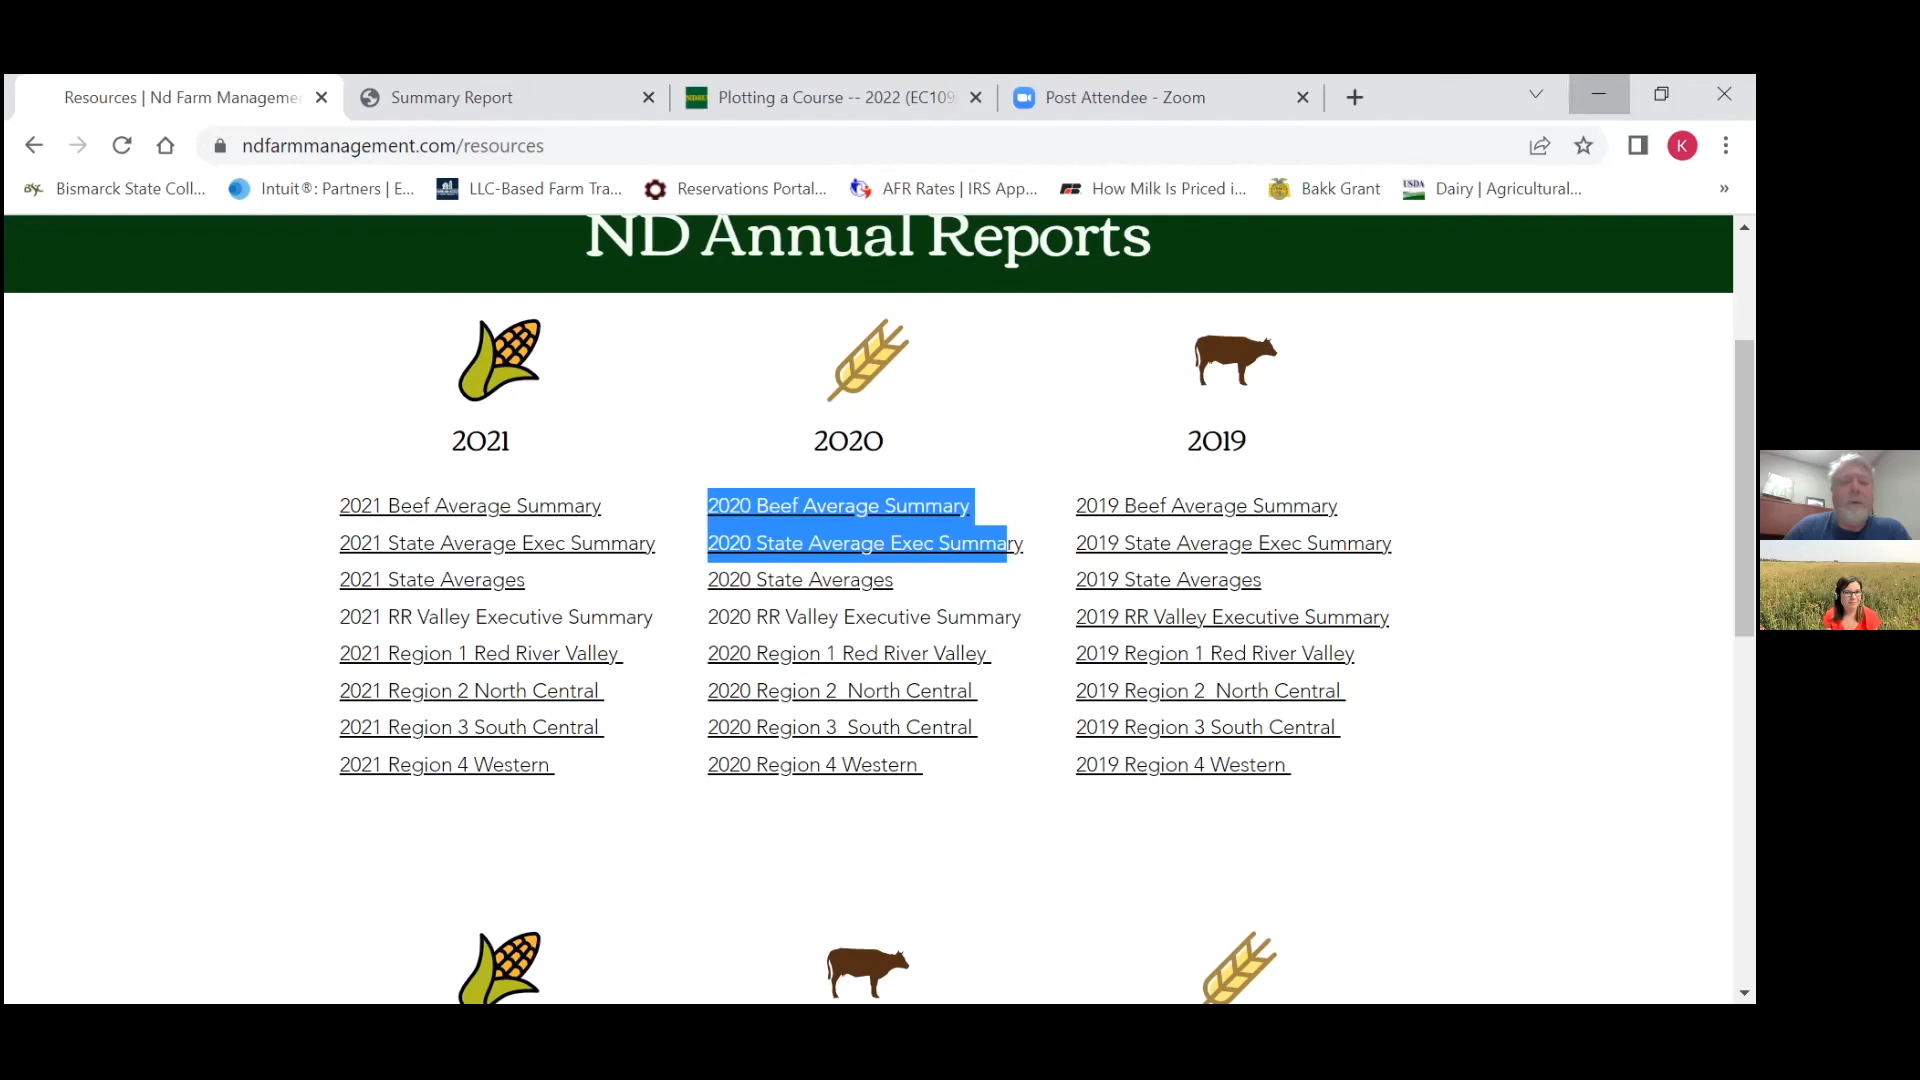 Resources | Nd Farm Manageme
Summary Report
Plotting a Course -- 2022 (EC109
Post Attendee - Zoom
ndfarmmanagement.com/resources
K
Bismarck State Coll...
Intuit®: Partners | E...
LLC-Based Farm Tra...
Reservations Portal...
AFR Rates | IRS App...
How Milk Is Priced i...
Bakk Grant
USDA
Dairy | Agricultural...
»
ND Annual Reports
2021
2020
2019
2021 Beef Average Summary
2020 Beef Average Summary
2019 Beef Average Summary
2021 State Average Exec Summary
2020 State Average Exec Summary
2019 State Average Exec Summary
2021 State Averages
2020 State Averages
2019 State Averages
2021 RR Valley Executive Summary
2020 RR Valley Executive Summary
2019 RR Valley Executive Summary
2021 Region 1 Red River Valley
2020 Region 1 Red River Valley
2019 Region 1 Red River Valley
2021 Region 2 North Central
2020 Region 2  North Central
2019 Region 2  North Central
2021 Region 3 South Central
2020 Region 3  South Central
2019 Region 3 South Central
2021 Region 4 Western
2020 Region 4 Western
2019 Region 4 Western